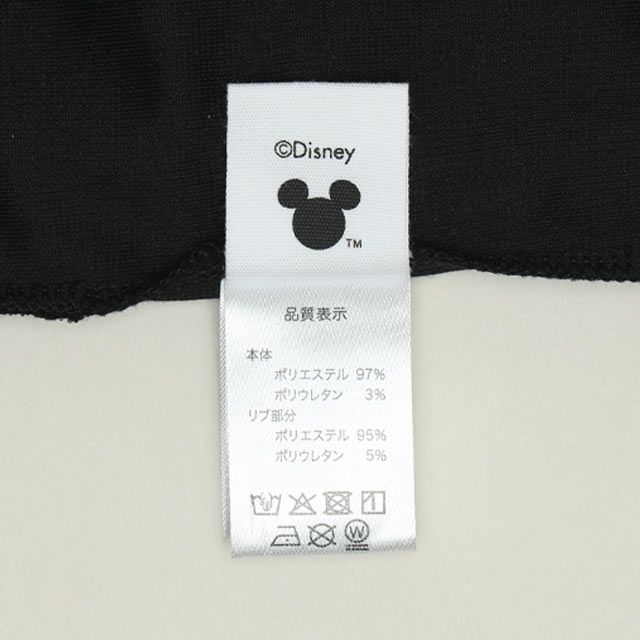 ©Disney
TM
品質表示
本体
ポリエステル 97%
ポリウレタン 3%
リブ部分
ポリエステル 95%
ポリウレタン 5%
W